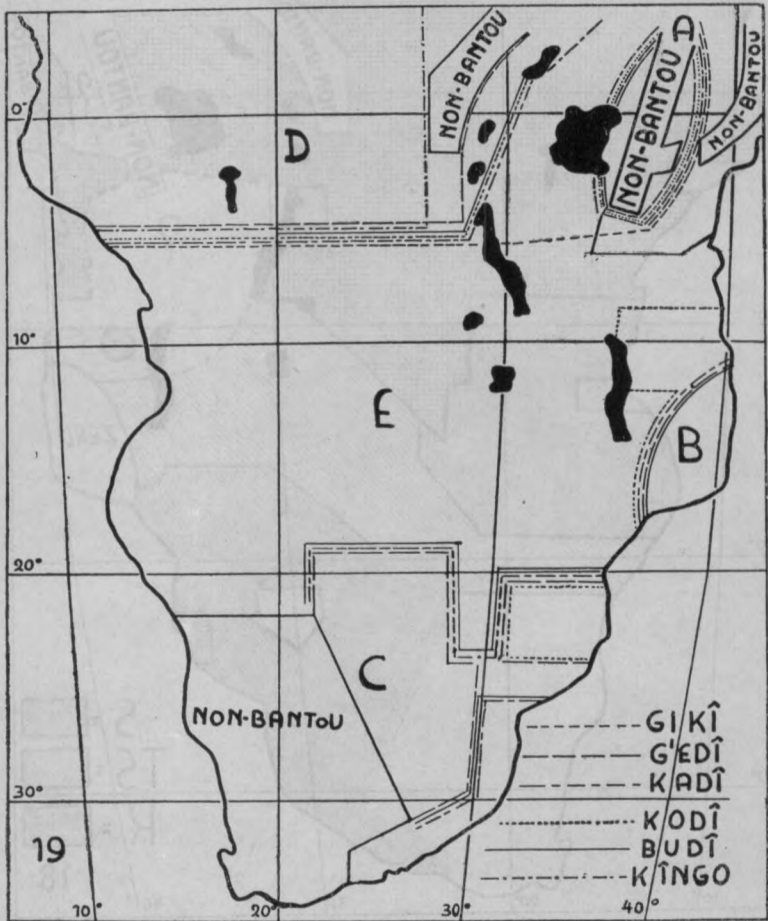 NON-BANTOU
A
NON-BANTOU
NON-BANTOU
0°
D
10°
E
B
20°
C
NON-BANTOU
GIKÎ
G'EDÎ
KADÎ
30°
KODÎ
BUDÎ
KÎNGO
19
10°
20°
30°
40°